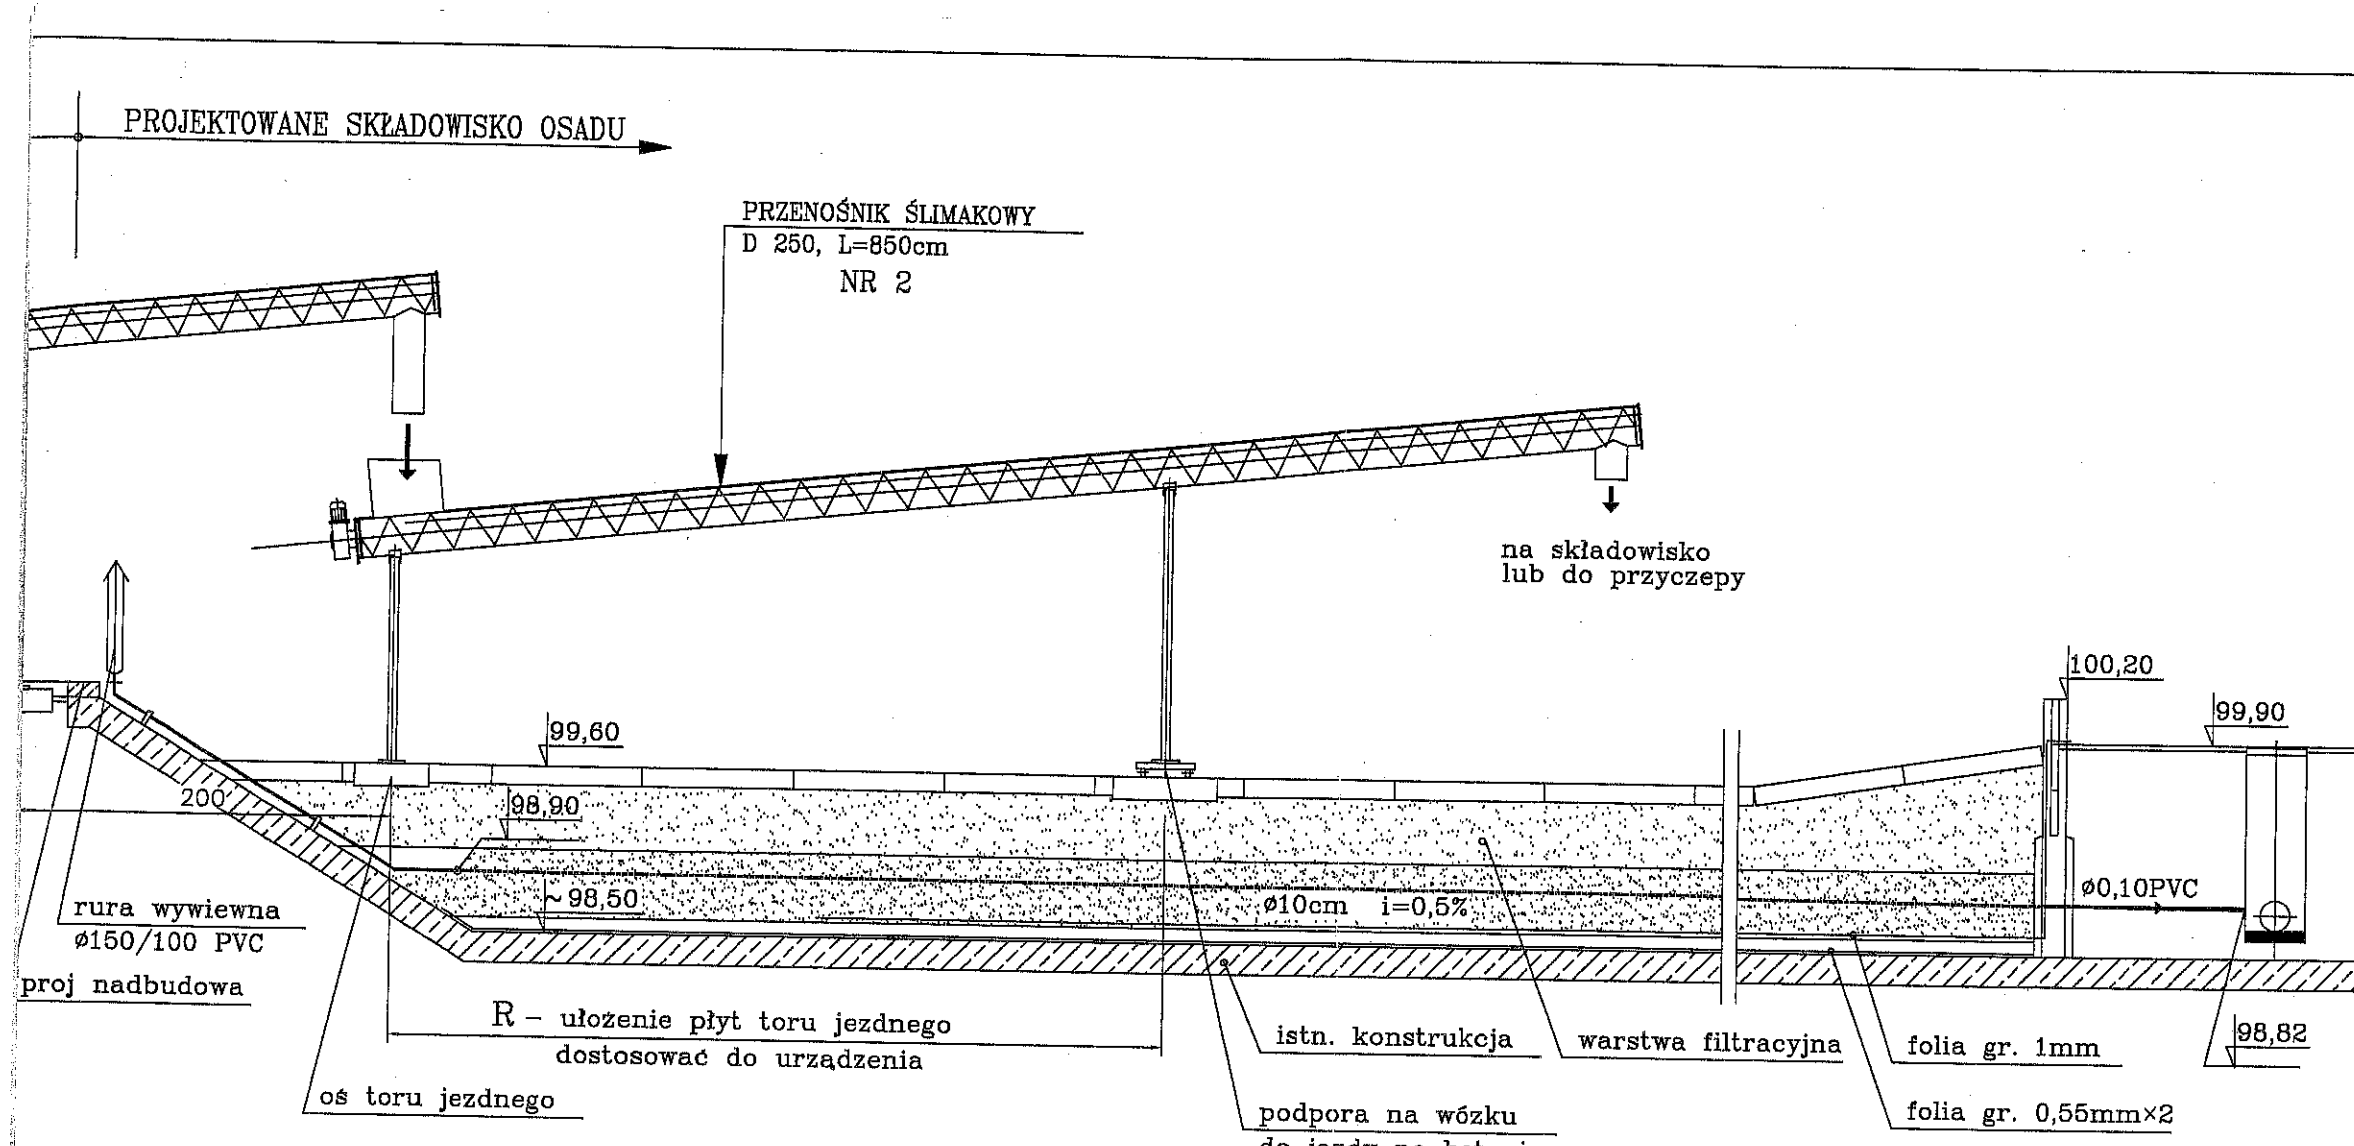 PROJEKTOWANE SKŁADOWISKO OSADU
PRZENOŚNIK ŚLIMAKOWY
D 250, L=850cm
NR 2
na składowisko
lub do przyczepy
100,20
99,90
99,60
200
98,90
~98,50
ø10cm i=0,5%
ø0,10PVC
rura wywiewna
ø150/100 PVC
proj nadbudowa
R – ułożenie płyt toru jezdnego
dostosować do urządzenia
oś toru jezdnego
istn. konstrukcja
warstwa filtracyjna
folia gr. 1mm
98,82
folia gr. 0,55mm×2
podpora na wózku